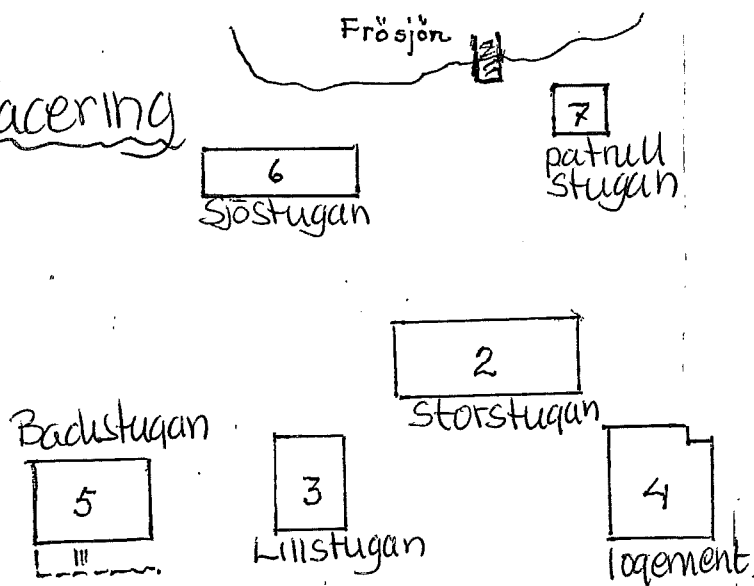 Frösjön
acering
7
patrull
stugan
6
Sjöstugan
2
Storstugan
Backstugan
5
3
Lillstugan
4
logement